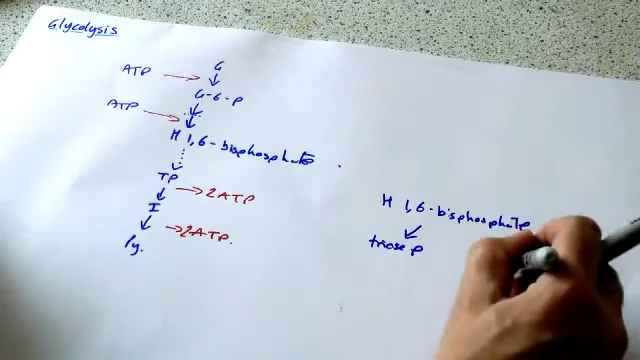 Glycolysis
G
ATP
G-6-P
ATP
H 1,6-bisphosphate
TP
2ATP
I
2ATP.
Py.
H 1,6-bisphosphate
triose P